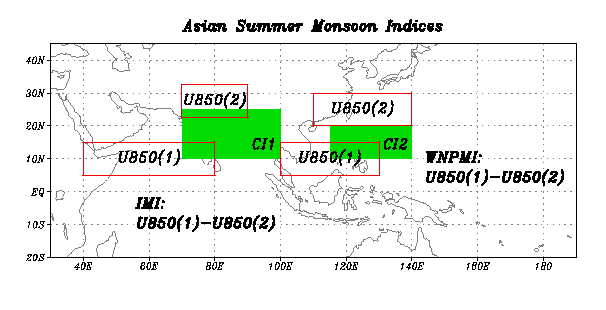 Asian Summer Monsoon Indices
40N
30N
20N
10N
EQ
10S
20S
U850(2)
U850(2)
CI1
CI2
U850(1)
U850(1)
WNPMI:
U850(1)-U850(2)
IMI:
U850(1)-U850(2)
40E
60E
80E
100E
120E
140E
160E
180